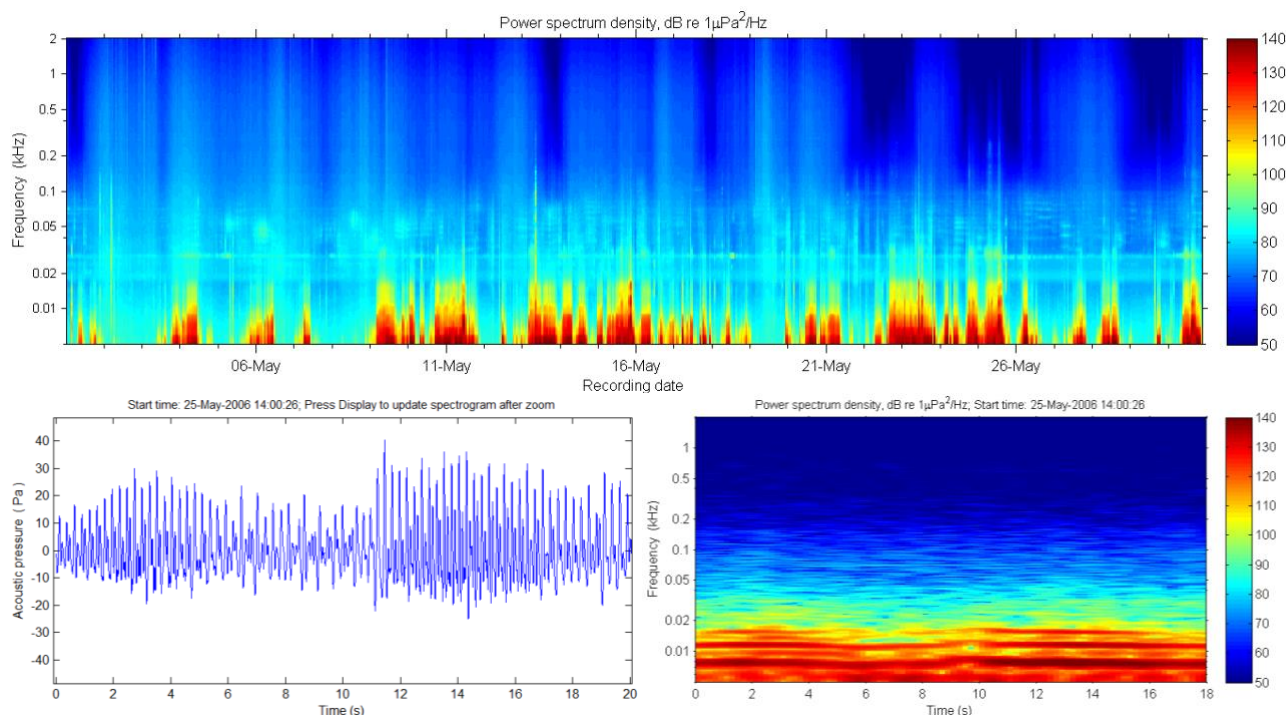 Power spectrum density, dB re 1μPa²/Hz
2
1
0.5
0.2
0.1
0.05
0.02
0.01
Frequency (kHz)
06-May
11-May
16-May
21-May
26-May
Recording date
140
130
120
110
100
90
80
70
60
50
Start time: 25-May-2006 14:00:26; Press Display to update spectrogram after zoom
40
30
20
10
0
-10
-20
-30
-40
Acoustic pressure ( Pa)
0 2 4 6 8 10 12 14 16 18 20
Time (s)
Power spectrum density, dB re 1μPa²/Hz; Start time: 25-May-2006 14:00:26
1
0.5
0.2
0.1
0.05
0.02
0.01
Frequency (kHz)
0 2 4 6 8 10 12 14 16 18
Time (s)
140
130
120
110
100
90
80
70
60
50